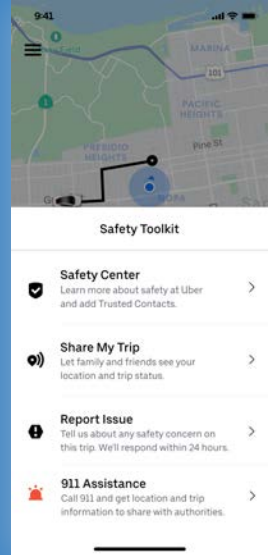 9:41
MARINA
101
PACIFIC
HEIGHTS
PRESIDIO
HEIGHTS
Pine St
NOPA
Safety Toolkit
Safety Center
Learn more about safety at Uber
and add Trusted Contacts.
Share My Trip
Let family and friends see your
location and trip status.
Report Issue
Tell us about any safety concern on
this trip. We'll respond within 24 hours.
911 Assistance
Call 911 and get location and trip
information to share with authorities.